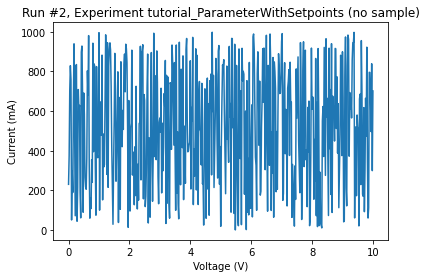 Run #2, Experiment tutorial_ParameterWithSetpoints (no sample)
1000
800
600
400
200
0
Current (mA)
0 2 4 6 8 10
Voltage (V)